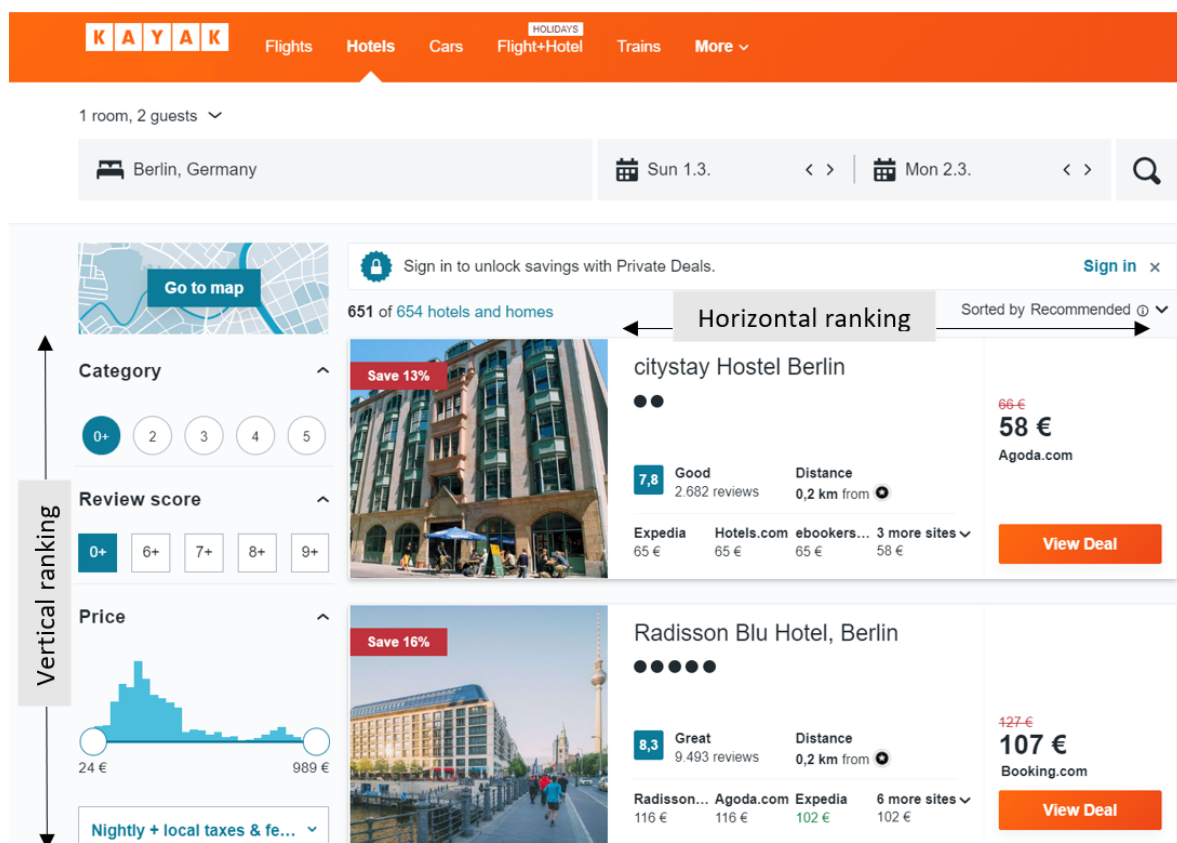 KAYAK
Flights Hotels Cars HOLIDAYS Flight+Hotel Trains More
1 room, 2 guests
Berlin, Germany Sun 1.3. < > Mon 2.3. < >
Go to map
Sign in to unlock savings with Private Deals. Sign in ×
651 of 654 hotels and homes
Horizontal ranking
Sorted by Recommended
Vertical ranking
Category
0+ 2 3 4 5
Review score
0+ 6+ 7+ 8+ 9+
Price
24 € 989 €
Nightly + local taxes & fe...
Save 13%
citystay Hostel Berlin
7,8 Good
2.682 reviews
Distance
0,2 km from
Expedia Hotels.com ebookers... 3 more sites
65 € 65 € 65 € 58 €
66 €
58 €
Agoda.com
View Deal
Save 16%
Radisson Blu Hotel, Berlin
8,3 Great
9.493 reviews
Distance
0,2 km from
Radisson... Agoda.com Expedia 6 more sites
116 € 116 € 102 € 102 €
127 €
107 €
Booking.com
View Deal